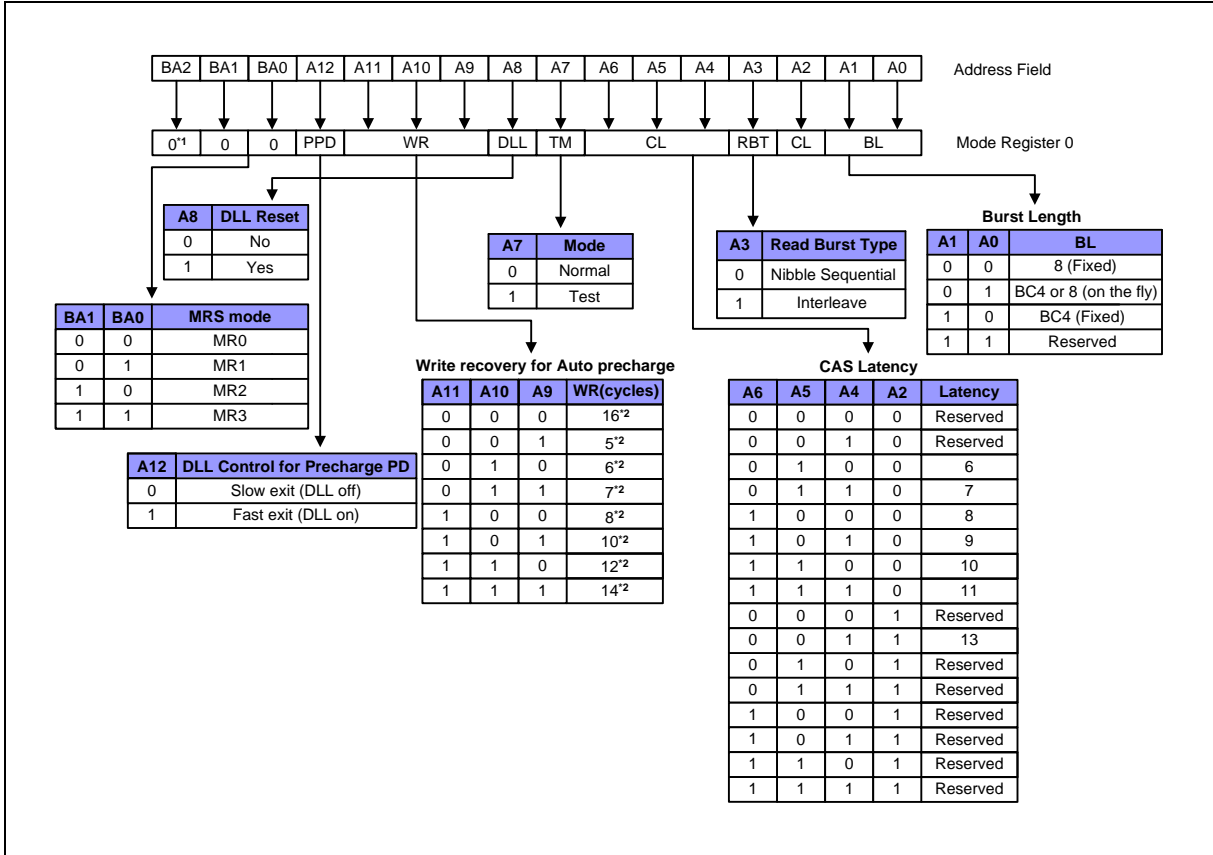 BA2 BA1 BA0 A12 A11 A10 A9 A8 A7 A6 A5 A4 A3 A2 A1 A0 Address Field
0*1 0 0 PPD WR DLL TM CL RBT CL BL Mode Register 0
A8 DLL Reset
0 No
1 Yes
A7 Mode
0 Normal
1 Test
A3 Read Burst Type
0 Nibble Sequential
1 Interleave
Burst Length
A1 A0 BL
0 0 8 (Fixed)
0 1 BC4 or 8 (on the fly)
1 0 BC4 (Fixed)
1 1 Reserved
BA1 BA0 MRS mode
0 0 MR0
0 1 MR1
1 0 MR2
1 1 MR3
A12 DLL Control for Precharge PD
0 Slow exit (DLL off)
1 Fast exit (DLL on)
Write recovery for Auto precharge
A11 A10 A9 WR(cycles)
0 0 0 16*2
0 0 1 5*2
0 1 0 6*2
0 1 1 7*2
1 0 0 8*2
1 0 1 10*2
1 1 0 12*2
1 1 1 14*2
CAS Latency
A6 A5 A4 A2 Latency
0 0 0 0 Reserved
0 0 1 0 Reserved
0 1 0 0 6
0 1 1 0 7
1 0 0 0 8
1 0 1 0 9
1 1 0 0 10
1 1 1 0 11
0 0 0 1 Reserved
0 0 1 1 13
0 1 0 1 Reserved
0 1 1 1 Reserved
1 0 0 1 Reserved
1 0 1 1 Reserved
1 1 0 1 Reserved
1 1 1 1 Reserved